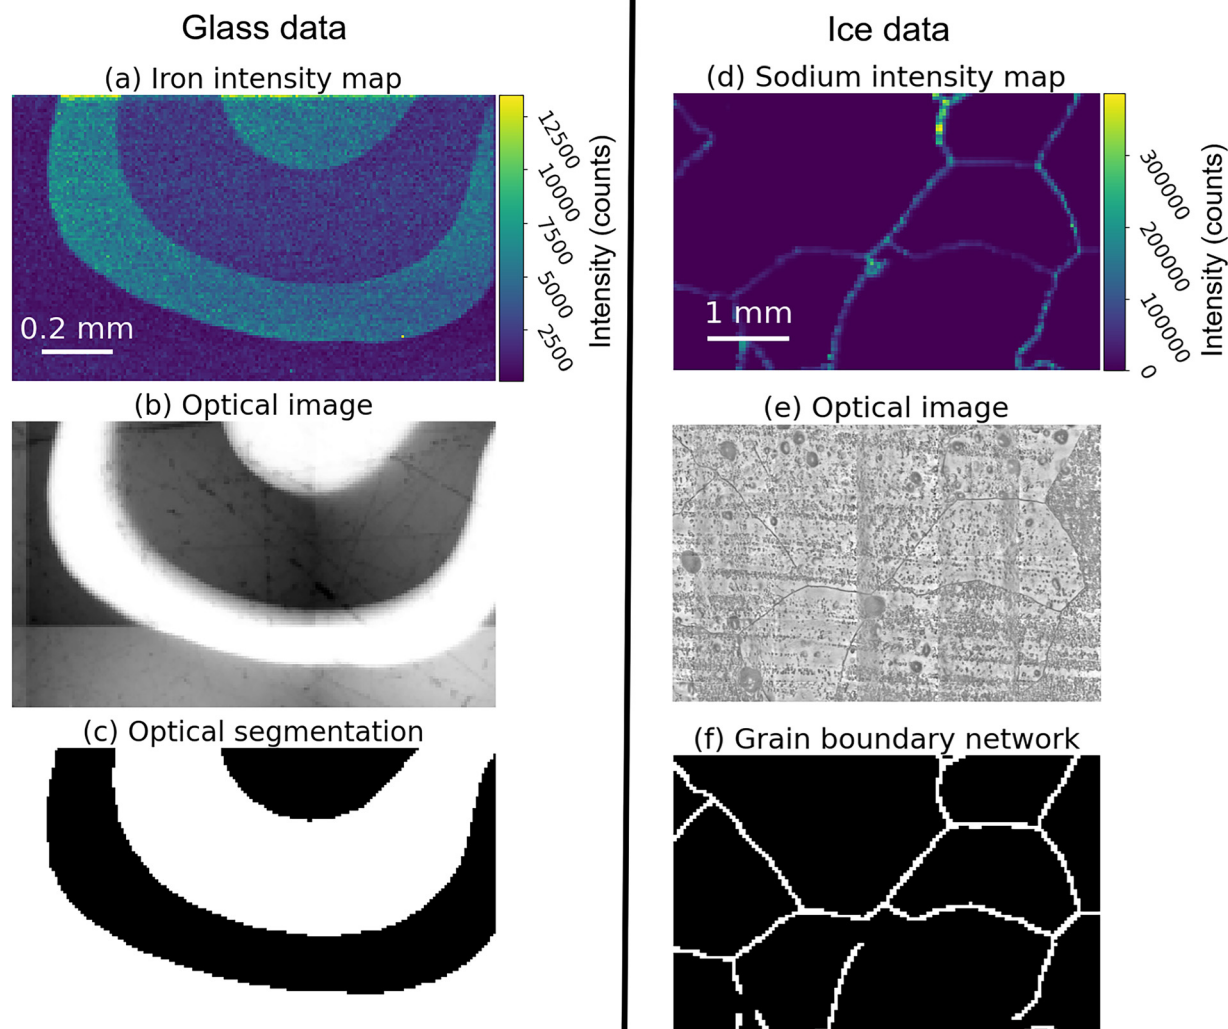 Glass data
(a) Iron intensity map
12500
10000
7500
5000
2500
Intensity (counts)
0.2 mm
(b) Optical image
(c) Optical segmentation
Ice data
(d) Sodium intensity map
300000
200000
100000
0
Intensity (counts)
1 mm
(e) Optical image
(f) Grain boundary network